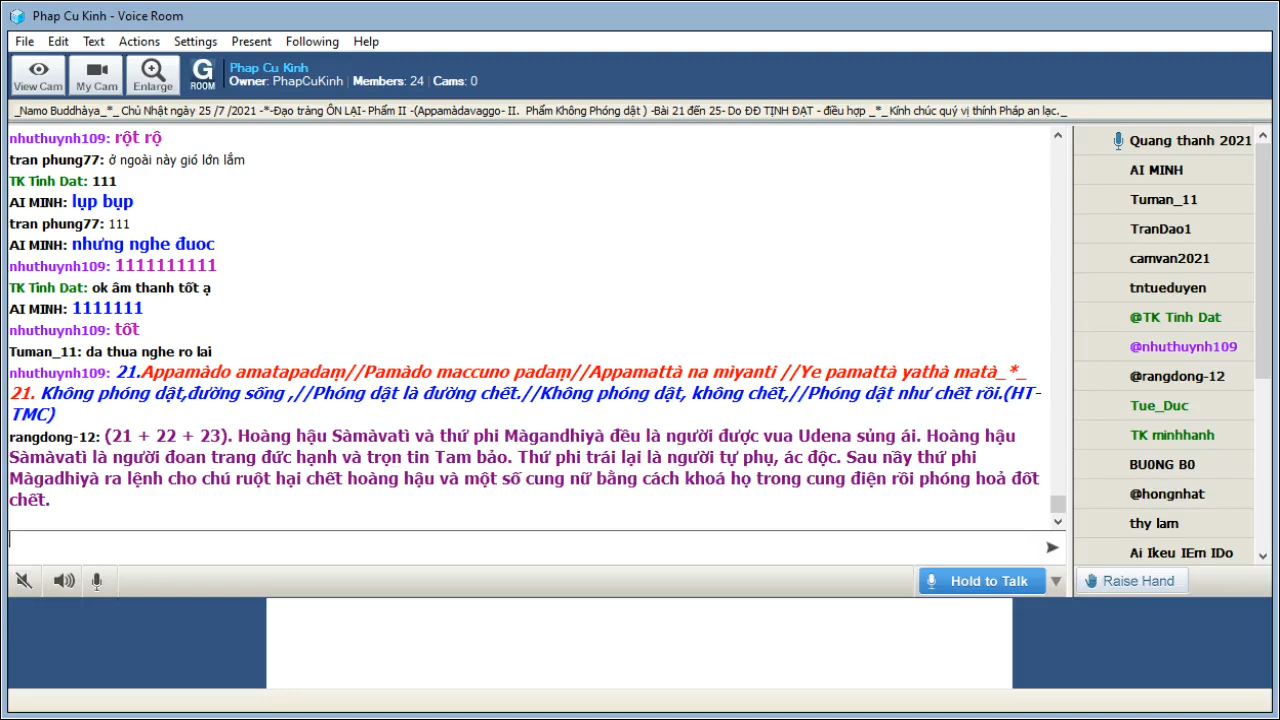 Phap Cu Kinh - Voice Room
File Edit Text Actions Settings Present Following Help
View Cam My Cam Enlarge G ROOM
Phap Cu Kinh
Owner: PhapCuKinh | Members: 24 | Cams: 0
_Namo Buddhàya_*_ Chủ Nhật ngày 25 /7 /2021 -*-Đạo tràng ÔN LẠI- Phẩm II -(Appamàdavaggo- II. Phẩm Không Phóng dật ) -Bài 21 đến 25- Do ĐĐ TỊNH ĐẠT - điều hợp _*_ Kính chúc quý vị thính Pháp an lạc._
nhuthuynh109: rột rộ
tran phung77: ở ngoài này gió lớn lắm
TK Tinh Dat: 111
AI MINH: lụp bụp
tran phung77: 111
AI MINH: nhưng nghe đuoc
nhuthuynh109: 1111111111
TK Tinh Dat: ok âm thanh tốt ạ
AI MINH: 1111111
nhuthuynh109: tốt
Tuman_11: da thua nghe ro lai
nhuthuynh109: 21.Appamàdo amatapadaṃ//Pamàdo maccuno padaṃ//Appamattà na mìyanti //Ye pamattà yathà matà_*_
21. Không phóng dật,đường sống ,//Phóng dật là đường chết.//Không phóng dật, không chết,//Phóng dật như chết rồi.(HT-
TMC)
rangdong-12: (21 + 22 + 23). Hoàng hậu Sàmàvatì và thứ phi Màgandhiyà đều là người được vua Udena sủng ái. Hoàng hậu
Sàmàvatì là người đoan trang đức hạnh và trọn tin Tam bảo. Thứ phi trái lại là người tự phụ, ác độc. Sau nầy thứ phi
Màgadhiyà ra lệnh cho chú ruột hại chết hoàng hậu và một số cung nữ bằng cách khoá họ trong cung điện rồi phóng hoả đốt
chết.
Hold to Talk
Quang thanh 2021
AI MINH
Tuman_11
TranDao1
camvan2021
tntueduyen
@TK Tinh Dat
@nhuthuynh109
@rangdong-12
Tue_Duc
TK minhhanh
BU0NG B0
@hongnhat
thy lam
Ai Ikeu IEm IDo
Raise Hand